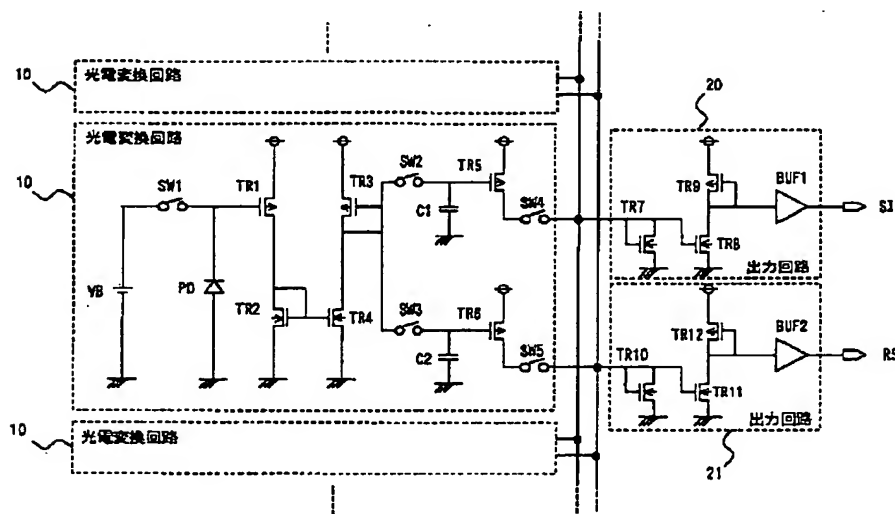 10
光電変換回路
10
光電変換回路
SW1
TR1
TR3
SW2
TR5
C1
SW4
VB
PD
TR2
TR4
SW3
TR6
C2
SW5
10
光電変換回路
20
TR9
BUF1
SI
TR7
TR8
出力回路
TR12
BUF2
RS
TR10
TR11
出力回路
21